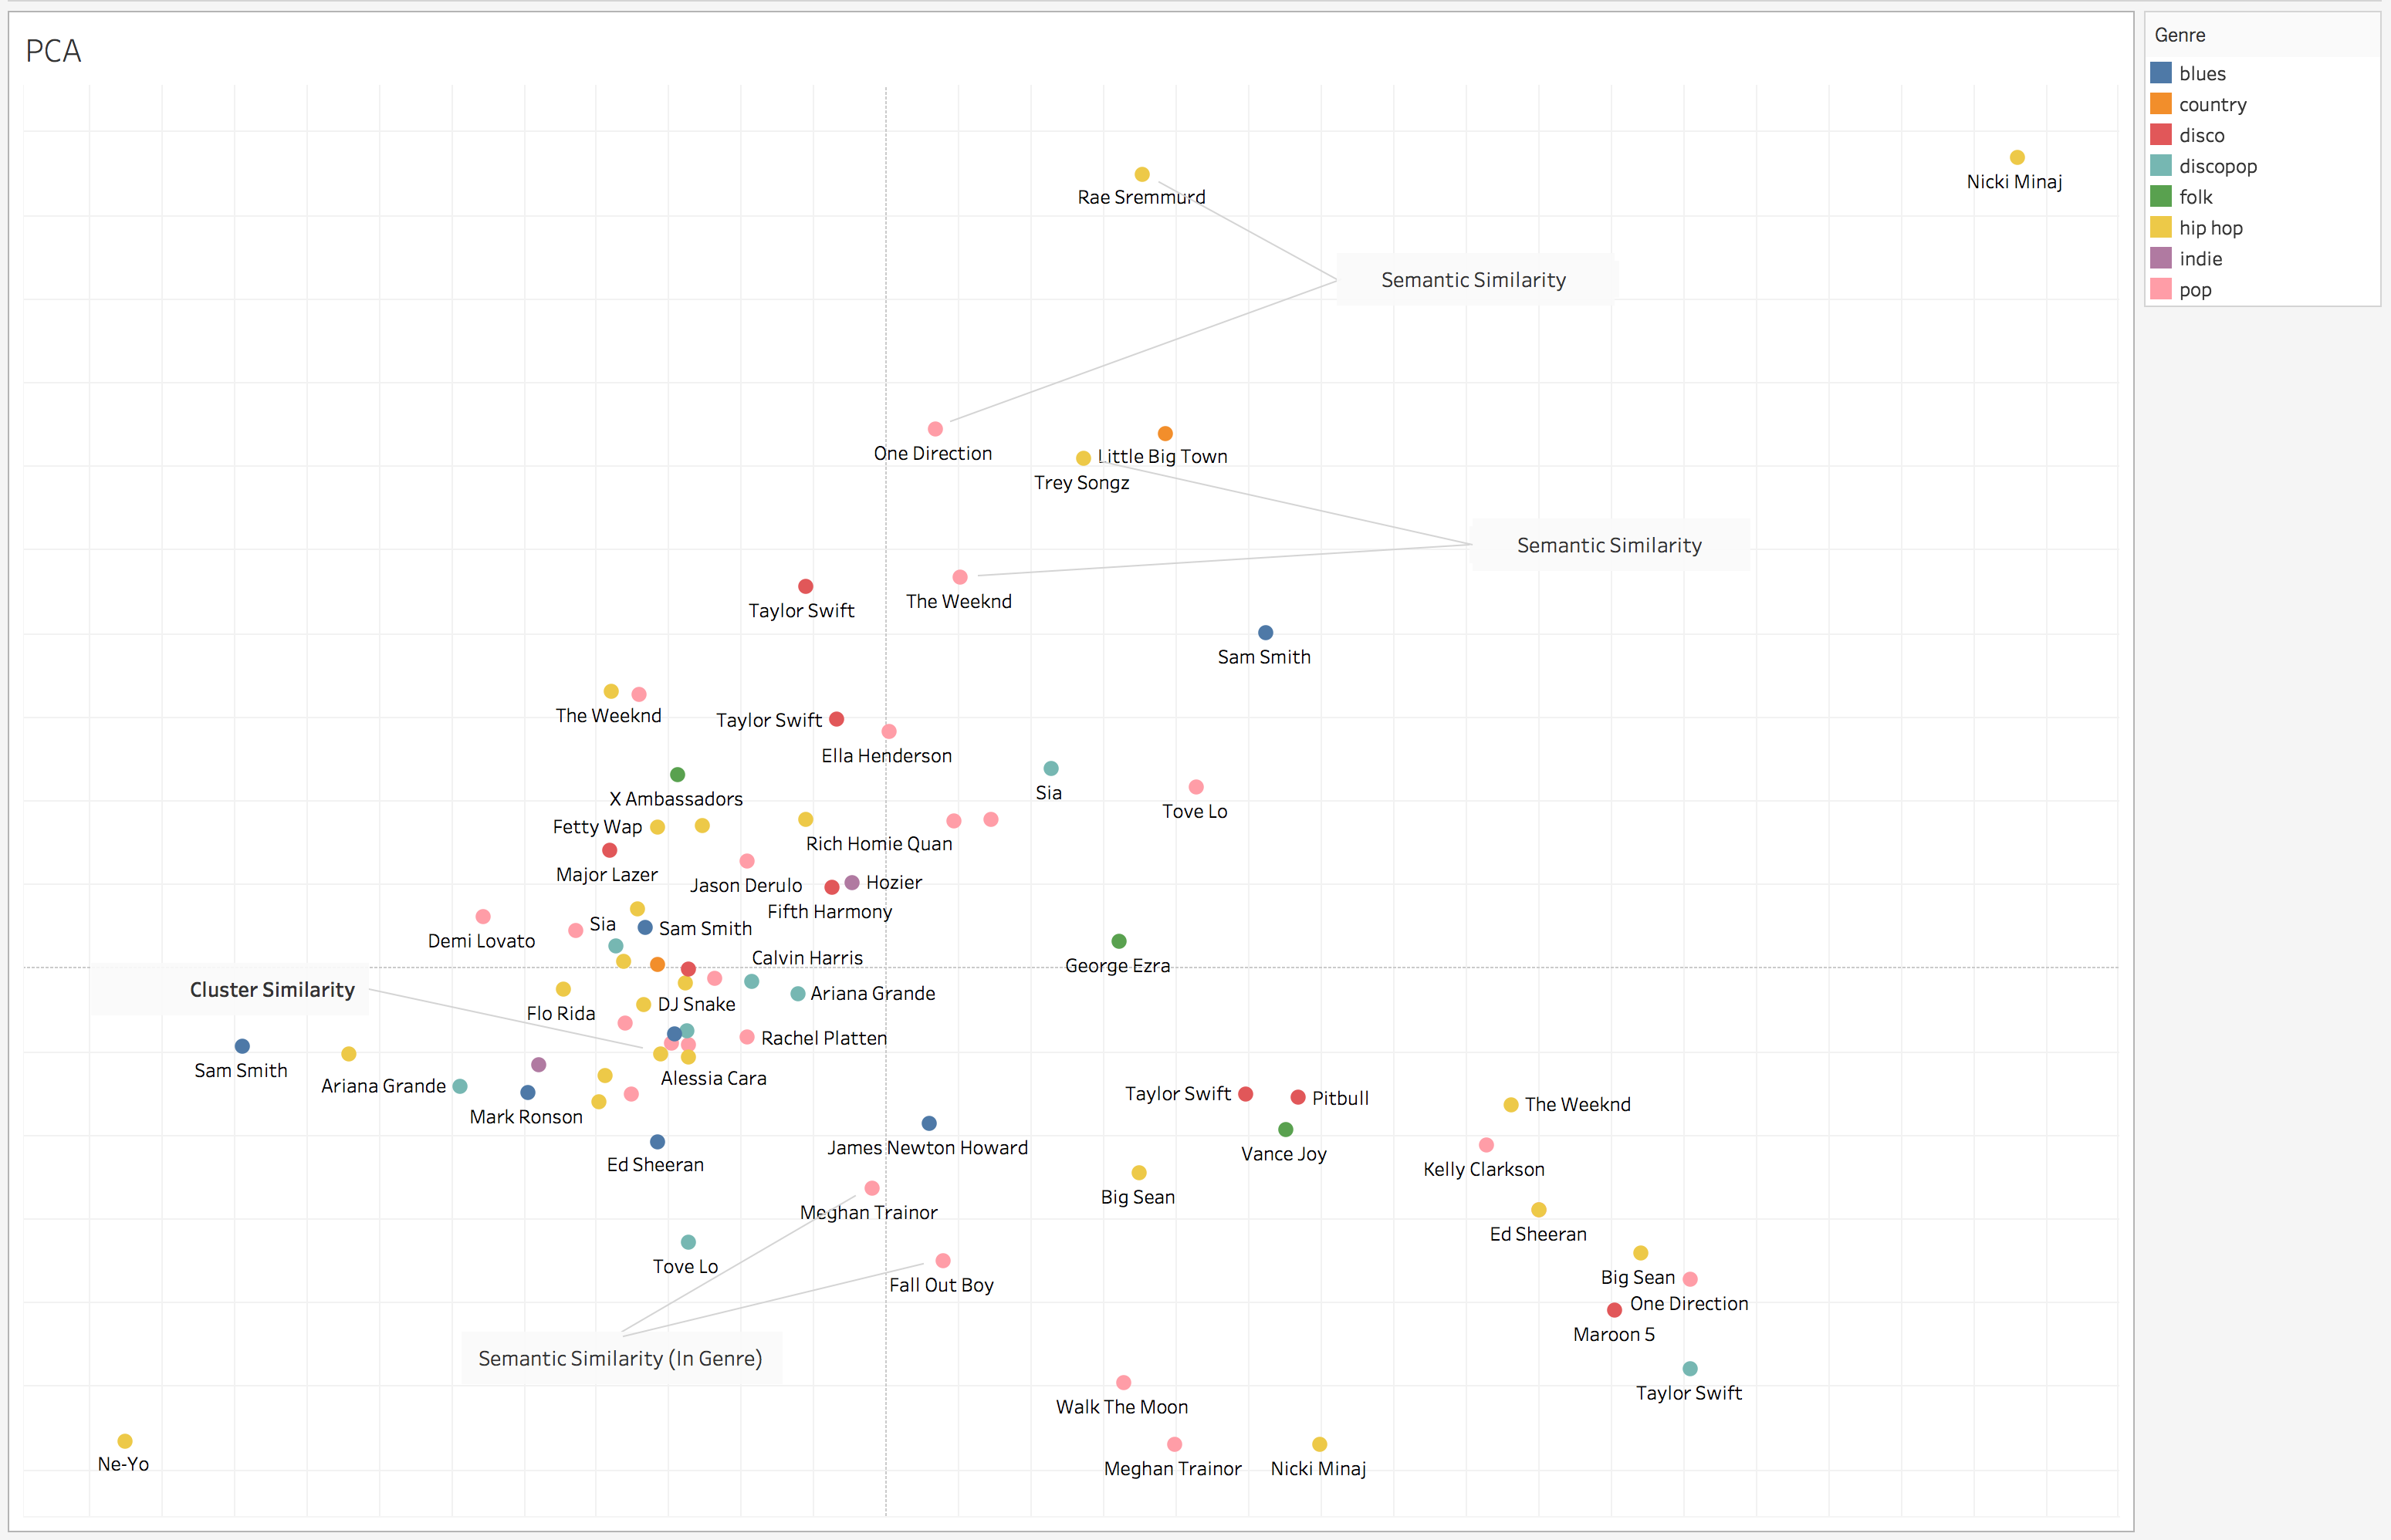 PCA
Genre
blues
country
disco
discopop
folk
hip hop
indie
pop
Nicki Minaj
Rae Sremmurd
Semantic Similarity
One Direction
Little Big Town
Trey Songz
Semantic Similarity
The Weeknd
Taylor Swift
Sam Smith
The Weeknd
Taylor Swift
Ella Henderson
Sia
X Ambassadors
Tove Lo
Fetty Wap
Rich Homie Quan
Major Lazer
Jason Derulo
Hozier
Fifth Harmony
Sia
Sam Smith
Demi Lovato
Calvin Harris
George Ezra
Cluster Similarity
Ariana Grande
DJ Snake
Flo Rida
Rachel Platten
Sam Smith
Alessia Cara
Ariana Grande
Taylor Swift
Pitbull
The Weeknd
Mark Ronson
James Newton Howard
Vance Joy
Ed Sheeran
Kelly Clarkson
Big Sean
Meghan Trainor
Ed Sheeran
Tove Lo
Big Sean
Fall Out Boy
One Direction
Maroon 5
Semantic Similarity (In Genre)
Taylor Swift
Walk The Moon
Ne-Yo
Meghan Trainor
Nicki Minaj